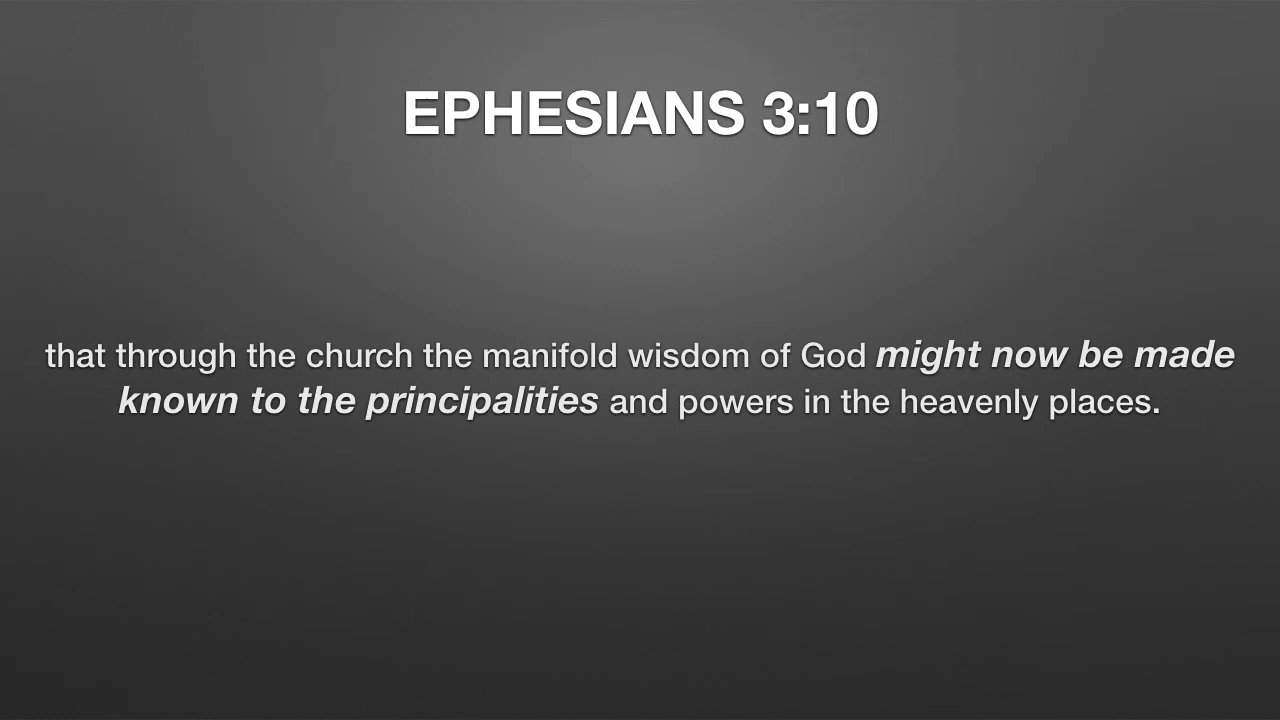 EPHESIANS 3:10
that through the church the manifold wisdom of God might now be made
known to the principalities and powers in the heavenly places.